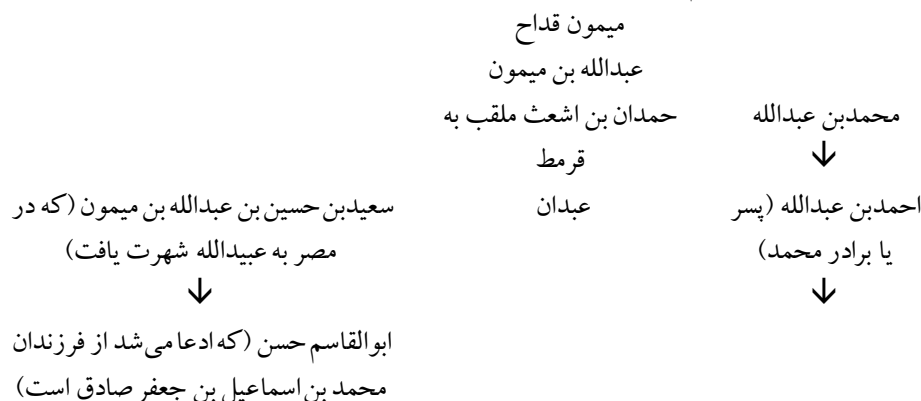 میمون قداح
عبدالله بن میمون
محمدبن عبدالله
حمدان بن اشعث ملقب به
قرمط
احمدبن عبدالله (پسر
یا برادر محمد)
عبدان
سعیدبن حسین بن عبدالله بن میمون (که در
مصر به عبیدالله شهرت یافت)
ابوالقاسم حسن (که ادعا می‌شد از فرزندان
محمد بن اسماعیل بن جعفر صادق است)